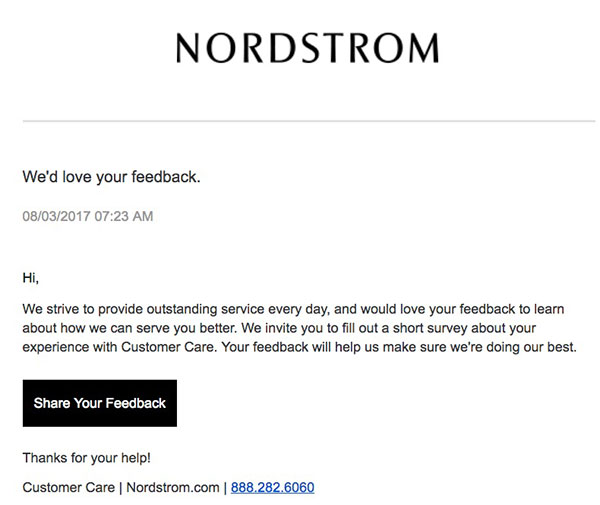 NORDSTROM
We'd love your feedback.
08/03/2017 07:23 AM
Hi,
We strive to provide outstanding service every day, and would love your feedback to learn
about how we can serve you better. We invite you to fill out a short survey about your
experience with Customer Care. Your feedback will help us make sure we're doing our best.
Share Your Feedback
Thanks for your help!
Customer Care | Nordstrom.com | 888.282.6060